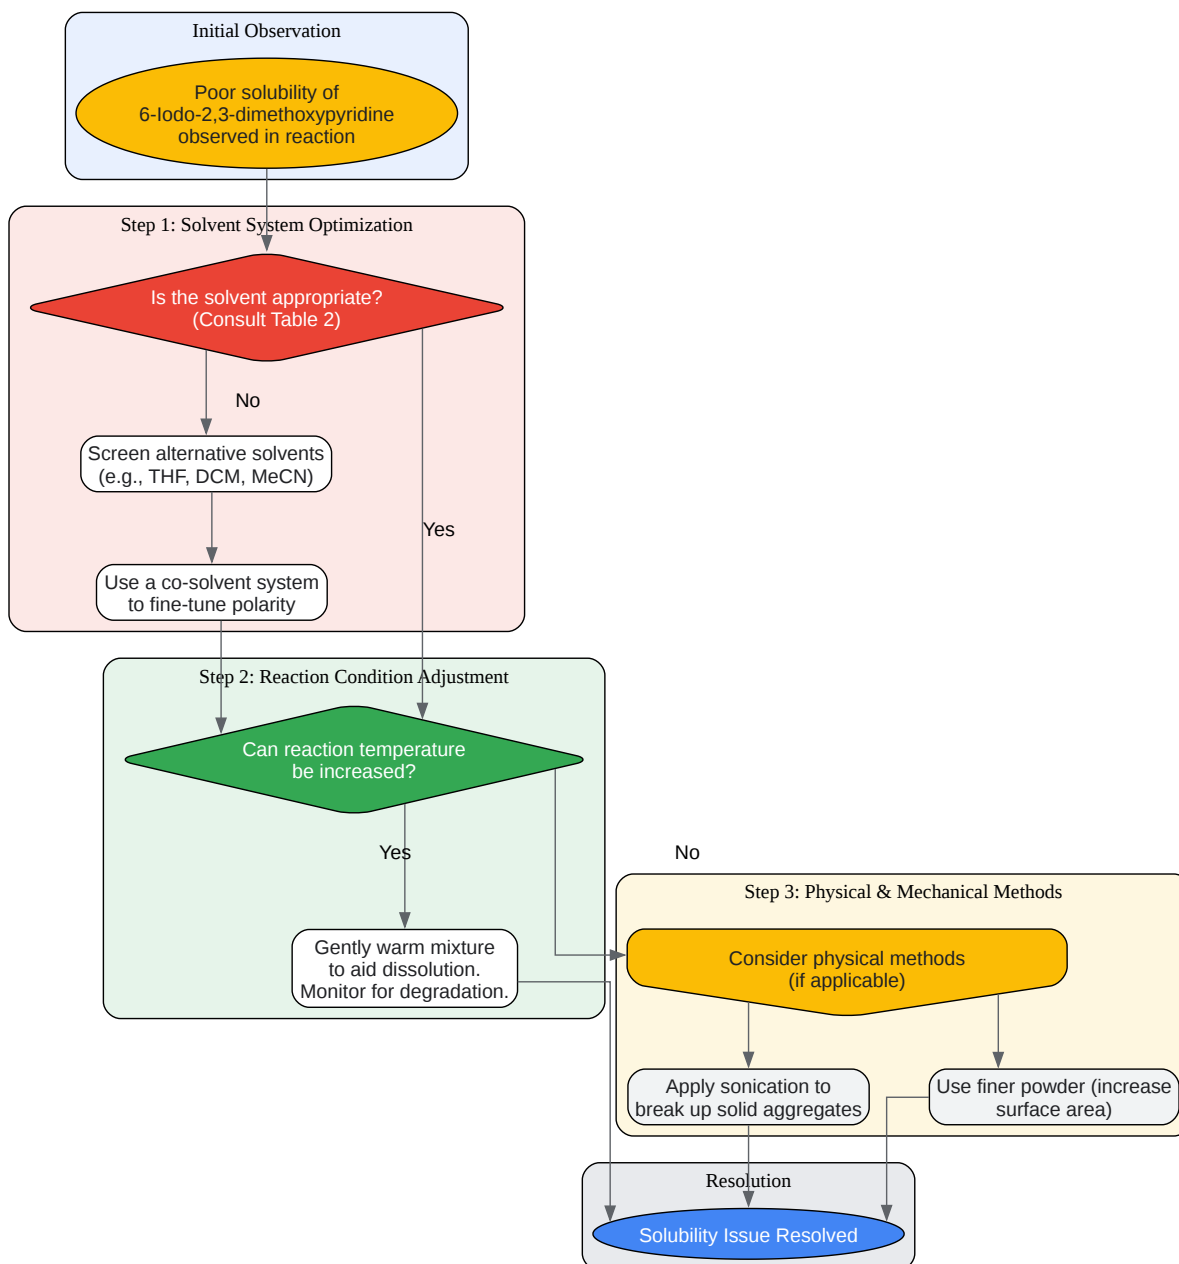 Initial Observation
Poor solubility of
6-Iodo-2,3-dimethoxypyridine
observed in reaction
Step 1: Solvent System Optimization
Is the solvent appropriate?
(Consult Table 2)
No
Screen alternative solvents
(e.g., THF, DCM, MeCN)
Yes
Use a co-solvent system
to fine-tune polarity
Step 2: Reaction Condition Adjustment
Can reaction temperature
be increased?
Yes
No
Gently warm mixture
to aid dissolution.
Monitor for degradation.
Step 3: Physical & Mechanical Methods
Consider physical methods
(if applicable)
Apply sonication to
break up solid aggregates
Use finer powder (increase
surface area)
Resolution
Solubility Issue Resolved